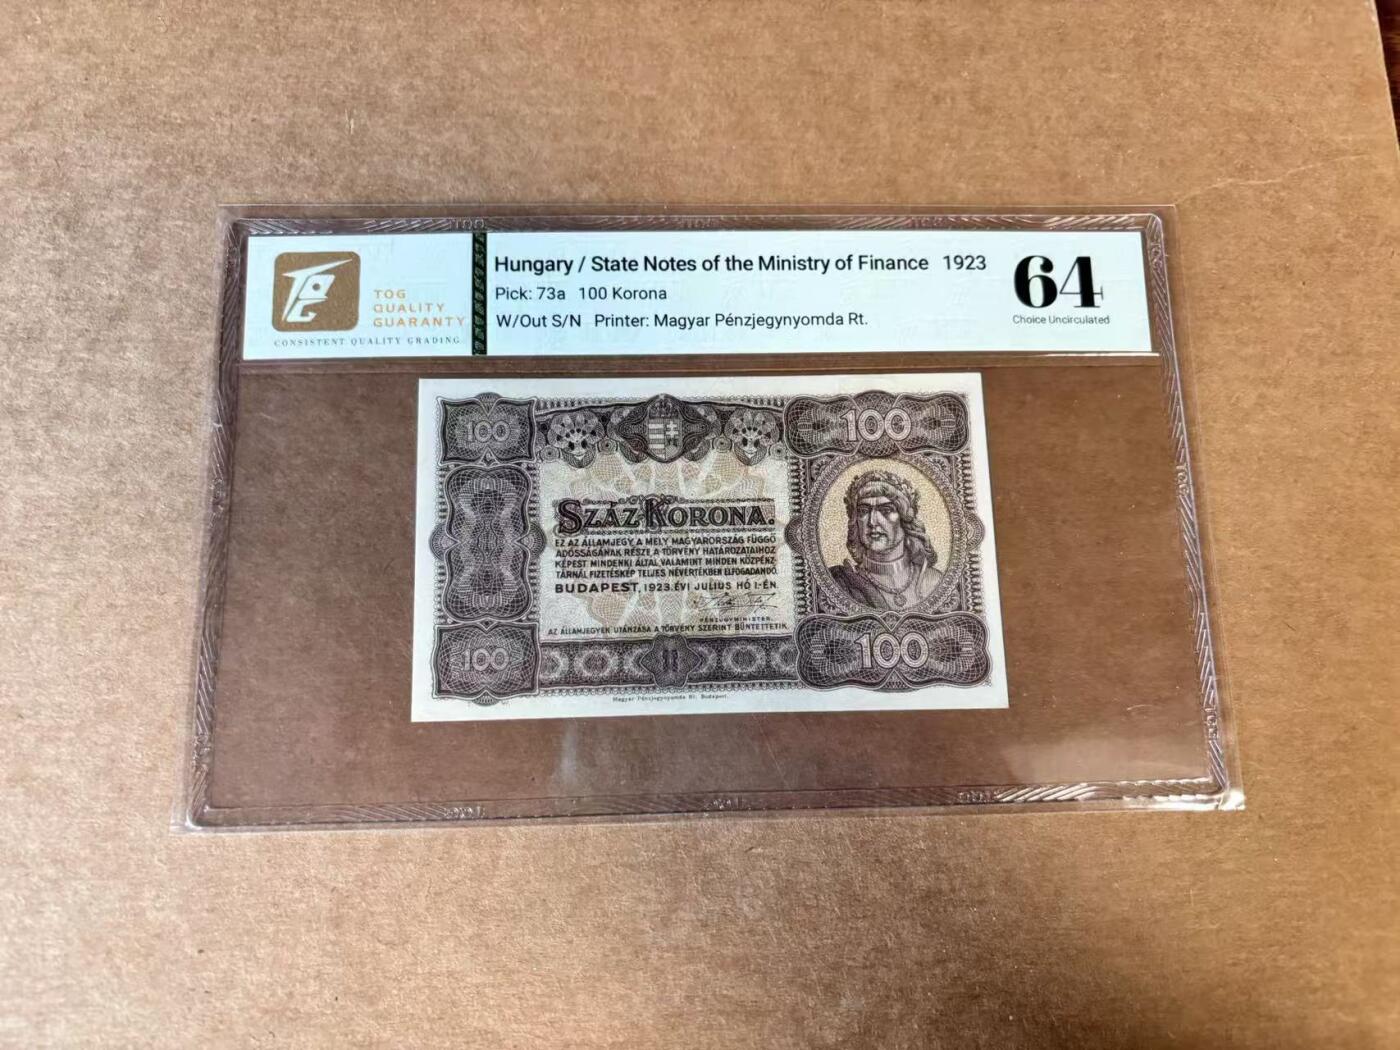 TOG
QUALITY
GUARANTY
CONSISTENT QUALITY GRADING
Hungary / State Notes of the Ministry of Finance 1923
Pick: 73a 100 Korona
W/Out S/N Printer: Magyar Pénzjegynyomda Rt.
64
Choice Uncirculated
100
100
SZÁZ KORONA.
EZ AZ ÁLLAMJEGY, A MELY MAGYARORSZÁG FÜGGŐ
ADÓSSÁGÁNAK RÉSZE, A TÖRVÉNY HATÁROZATAIHOZ
KÉPEST MINDENKI ÁLTAL, VALAMINT MINDEN KÖZPÉNZ-
TÁRNÁL FIZETÉSKÉP TELJES NÉVÉRTÉKBEN ELFOGADANDÓ.
BUDAPEST, 1923. ÉVI JULIUS HÓ 1-ÉN.
PÉNZÜGYMINISTER.
AZ ÁLLAMJEGYEK UTÁNZÁSA A TÖRVÉNY SZERINT BÜNTETTETIK.
100
100
Magyar Pénzjegynyomda Rt. Budapest.